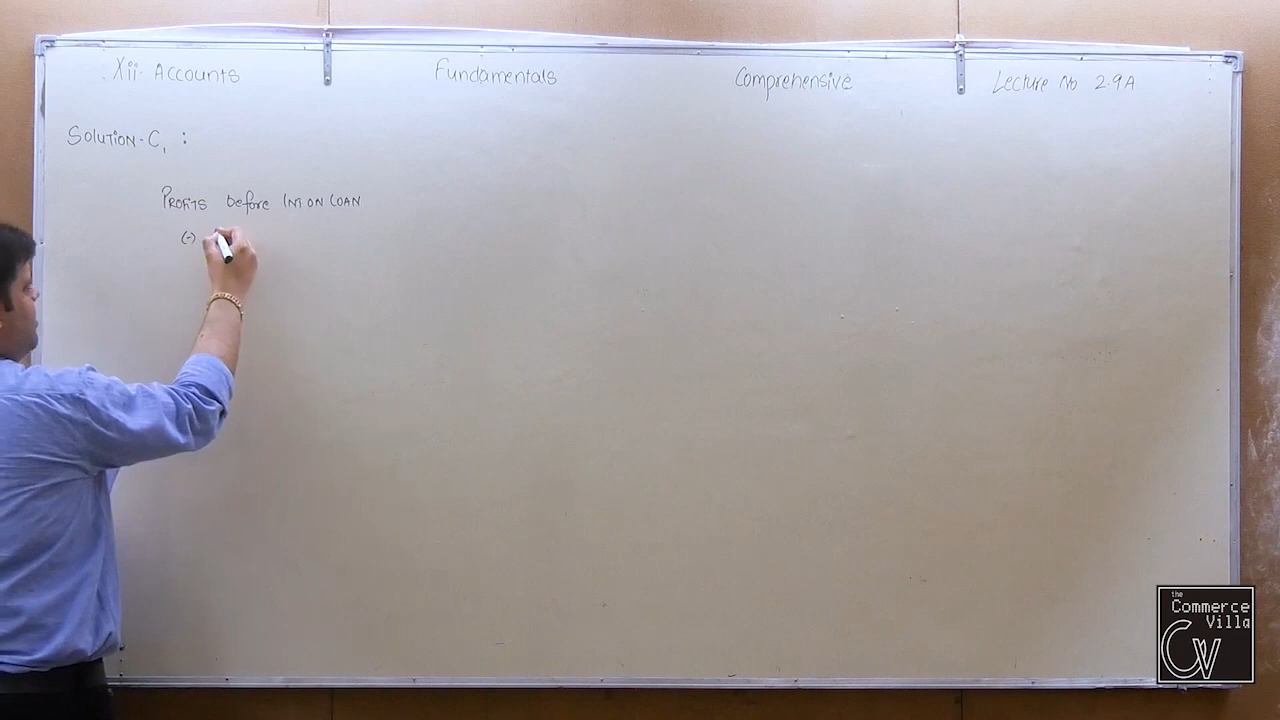 Xii. Accounts Fundamentals Comprehensive Lecture No 2.9A
Solution-C1 :
Profits before Int on Loan
(-)
the
Commerce
Villa
CV